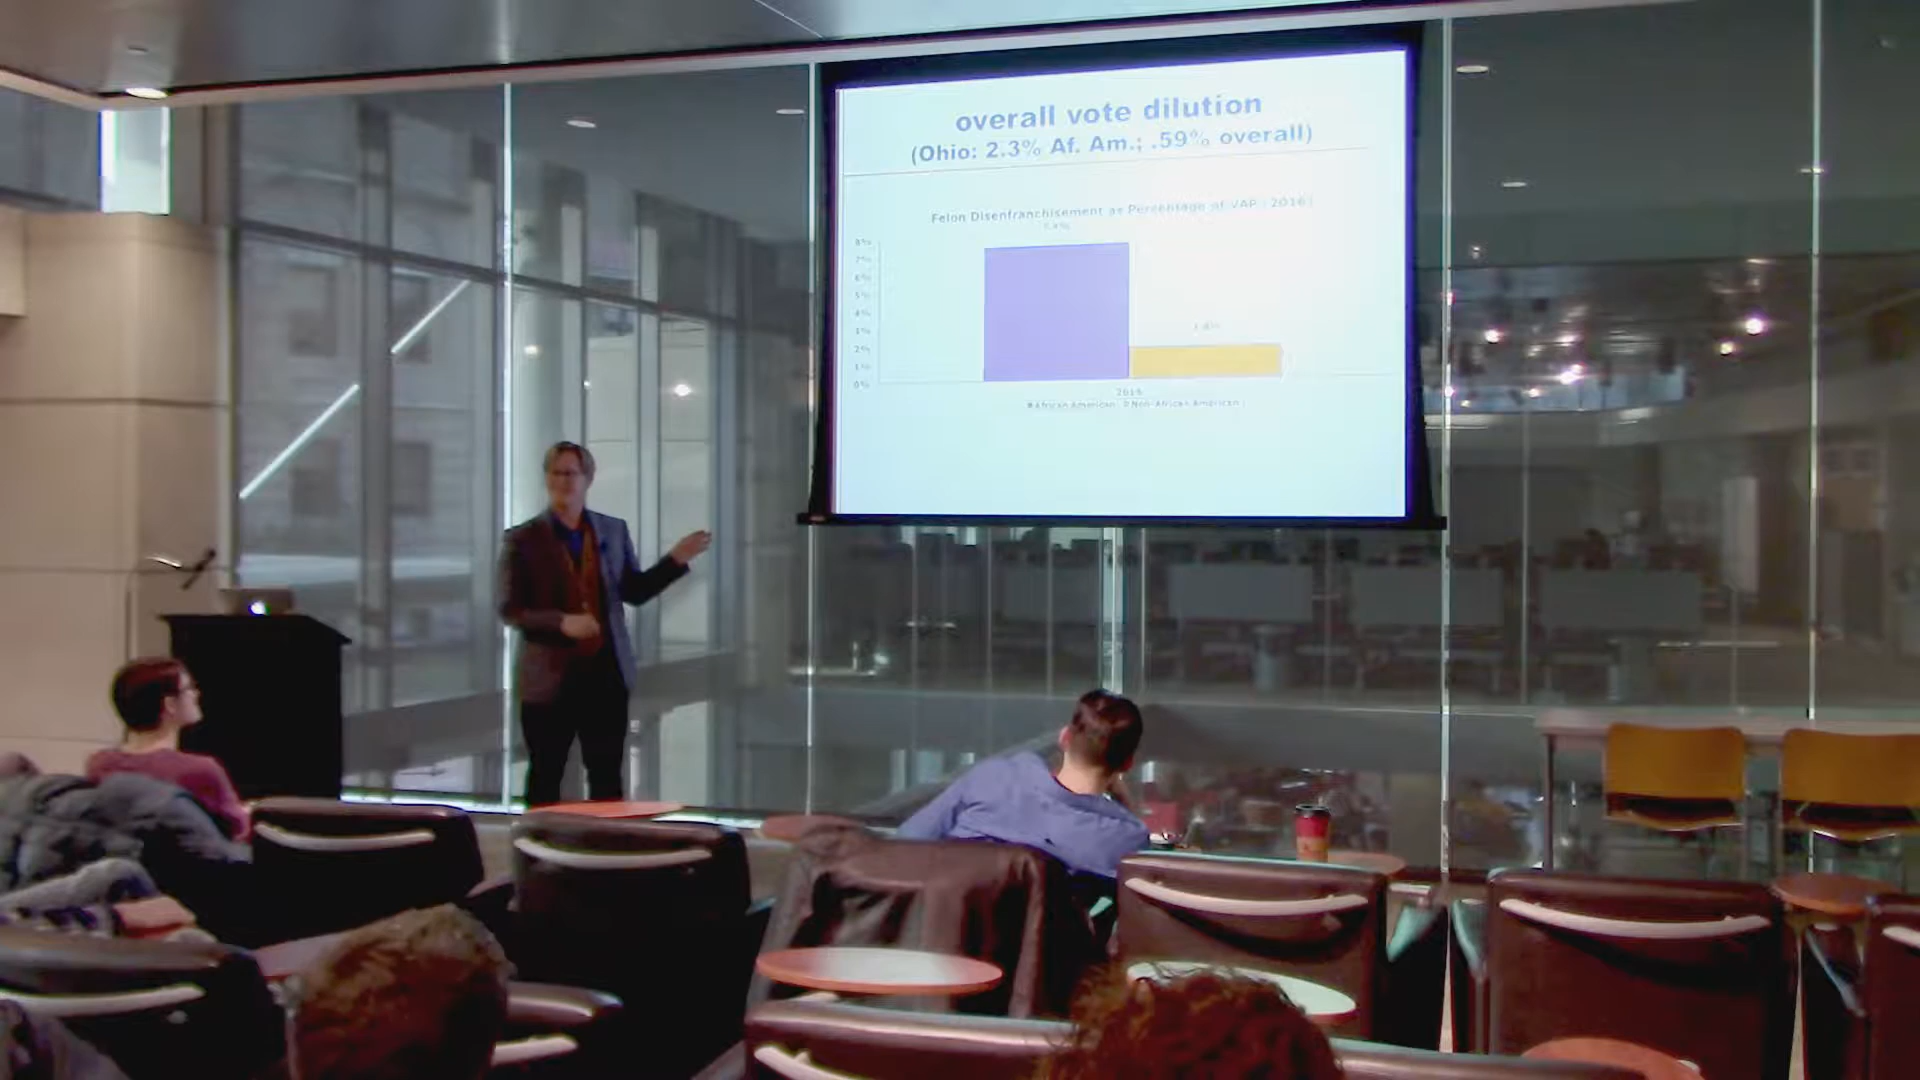 overall vote dilution
(Ohio: 2.3% Af. Am.; .59% overall)
Felon Disenfranchisement as Percentage of VAP, 2016
8%
7%
6%
5%
4%
3%
2%
1%
0%
2016
African American Non-African American